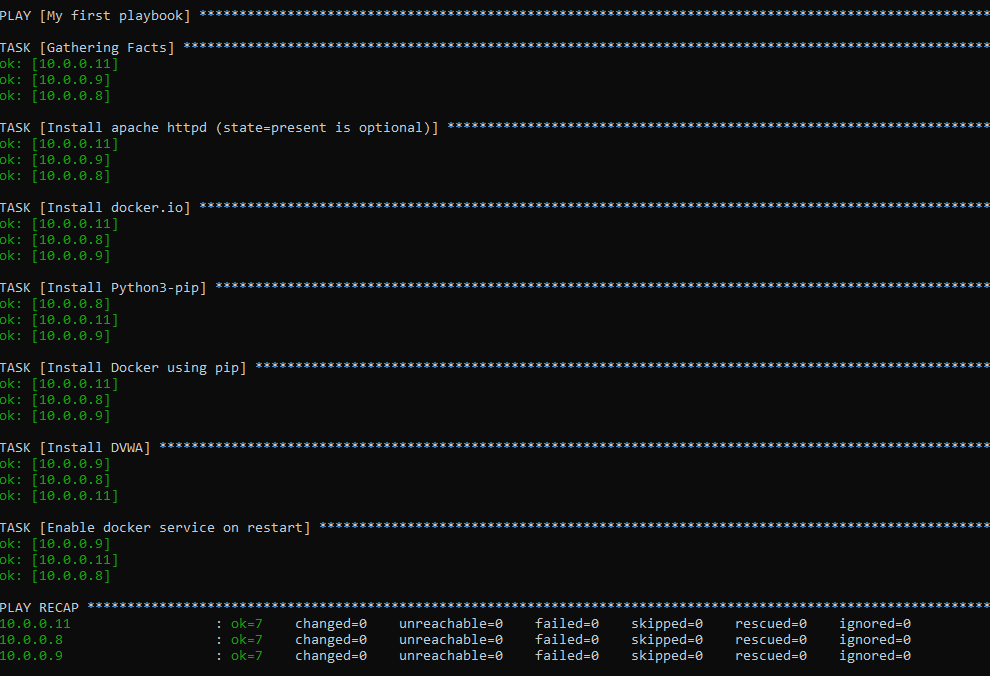 PLAY [My first playbook] ***************************************************************************************************
TASK [Gathering Facts] *****************************************************************************************************
ok: [10.0.0.11]
ok: [10.0.0.9]
ok: [10.0.0.8]
TASK [Install apache httpd (state=present is optional)] ********************************************************************
ok: [10.0.0.11]
ok: [10.0.0.9]
ok: [10.0.0.8]
TASK [Install docker.io] ***************************************************************************************************
ok: [10.0.0.11]
ok: [10.0.0.8]
ok: [10.0.0.9]
TASK [Install Python3-pip] *************************************************************************************************
ok: [10.0.0.8]
ok: [10.0.0.11]
ok: [10.0.0.9]
TASK [Install Docker using pip] ********************************************************************************************
ok: [10.0.0.11]
ok: [10.0.0.8]
ok: [10.0.0.9]
TASK [Install DVWA] ********************************************************************************************************
ok: [10.0.0.9]
ok: [10.0.0.8]
ok: [10.0.0.11]
TASK [Enable docker service on restart] ************************************************************************************
ok: [10.0.0.9]
ok: [10.0.0.11]
ok: [10.0.0.8]
PLAY RECAP *****************************************************************************************************************
10.0.0.11                  : ok=7    changed=0    unreachable=0    failed=0    skipped=0    rescued=0    ignored=0
10.0.0.8                   : ok=7    changed=0    unreachable=0    failed=0    skipped=0    rescued=0    ignored=0
10.0.0.9                   : ok=7    changed=0    unreachable=0    failed=0    skipped=0    rescued=0    ignored=0